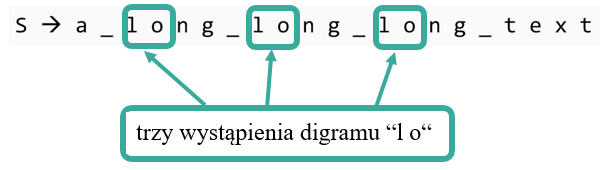 S → a _ l o n g _ l o n g _ l o n g _ t e x t
trzy wystąpienia digramu “l o“